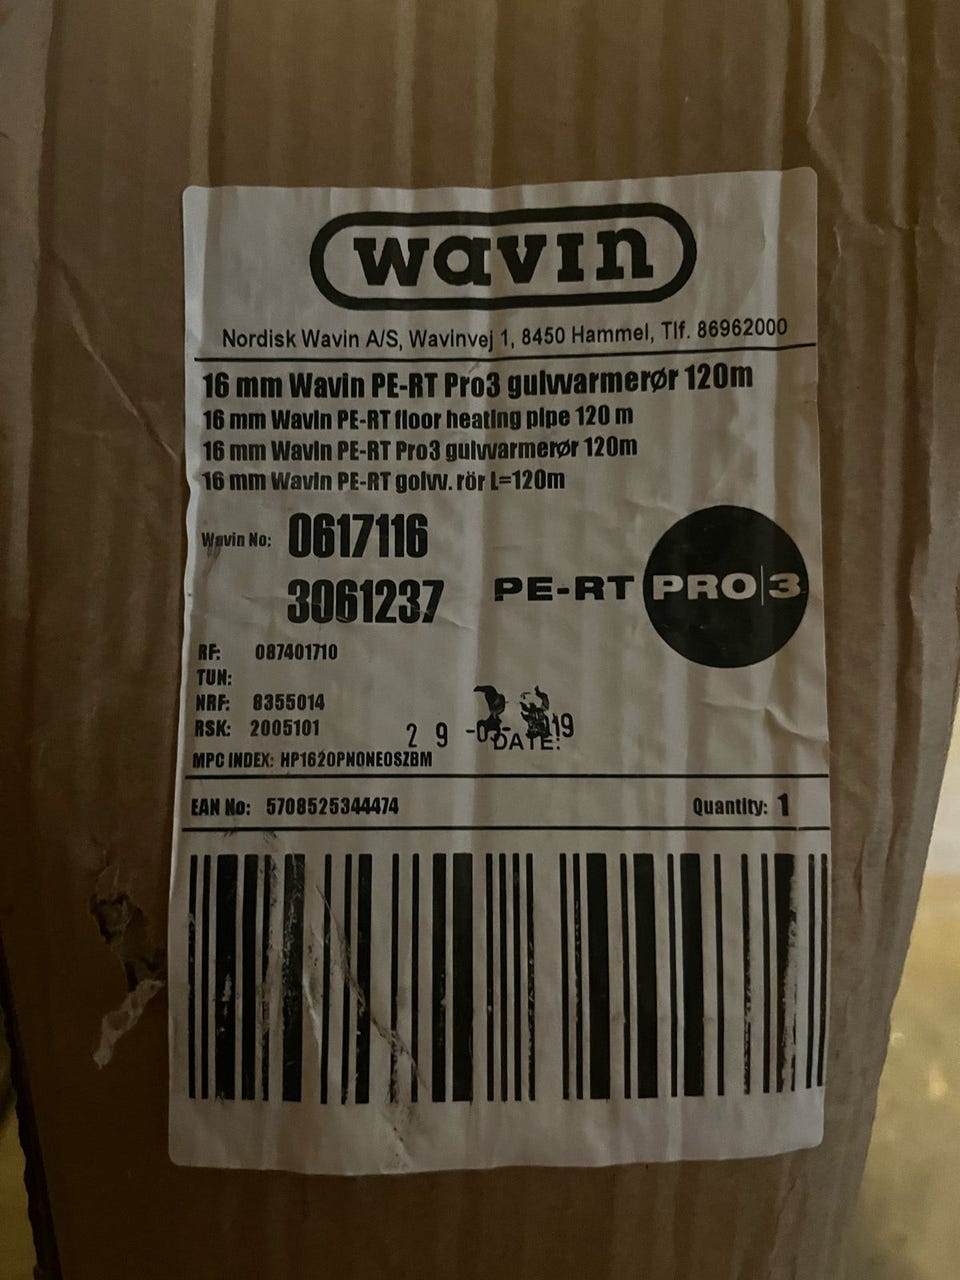 wavin
Nordisk Wavin A/S, Wavinvej 1, 8450 Hammel, Tlf. 86962000
16 mm Wavin PE-RT Pro3 gulvvarmerør 120m
16 mm Wavin PE-RT floor heating pipe 120 m
16 mm Wavin PE-RT Pro3 gulvvarmerør 120m
16 mm Wavin PE-RT golvv. rör L=120m
Wavin No: 0617116
3061237
PE-RT PRO|3
RF: 087401710
TUN:
NRF: 8355014
RSK: 2005101
29 DATE:
MPC INDEX: HP1620PNONEOSZBM
EAN No: 5708525344474 Quantity: 1